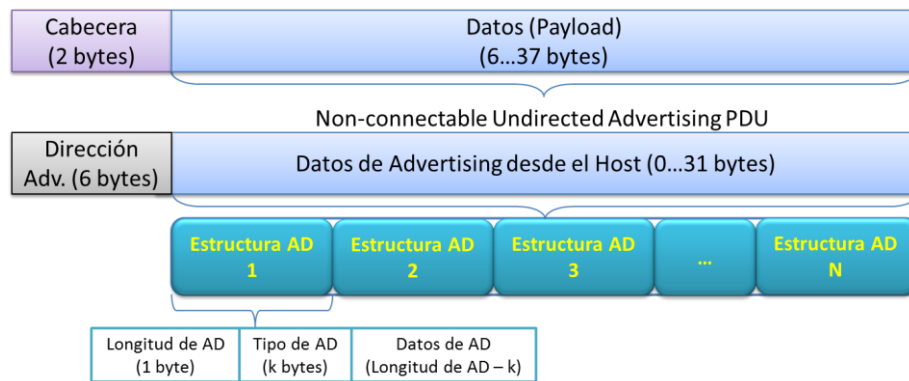 Cabecera
(2 bytes)
Datos (Payload)
(6...37 bytes)
Non-connectable Undirected Advertising PDU
Dirección
Adv. (6 bytes)
Datos de Advertising desde el Host (0...31 bytes)
Estructura AD
1
Estructura AD
2
Estructura AD
3
...
Estructura AD
N
Longitud de AD
(1 byte)
Tipo de AD
(k bytes)
Datos de AD
(Longitud de AD – k)